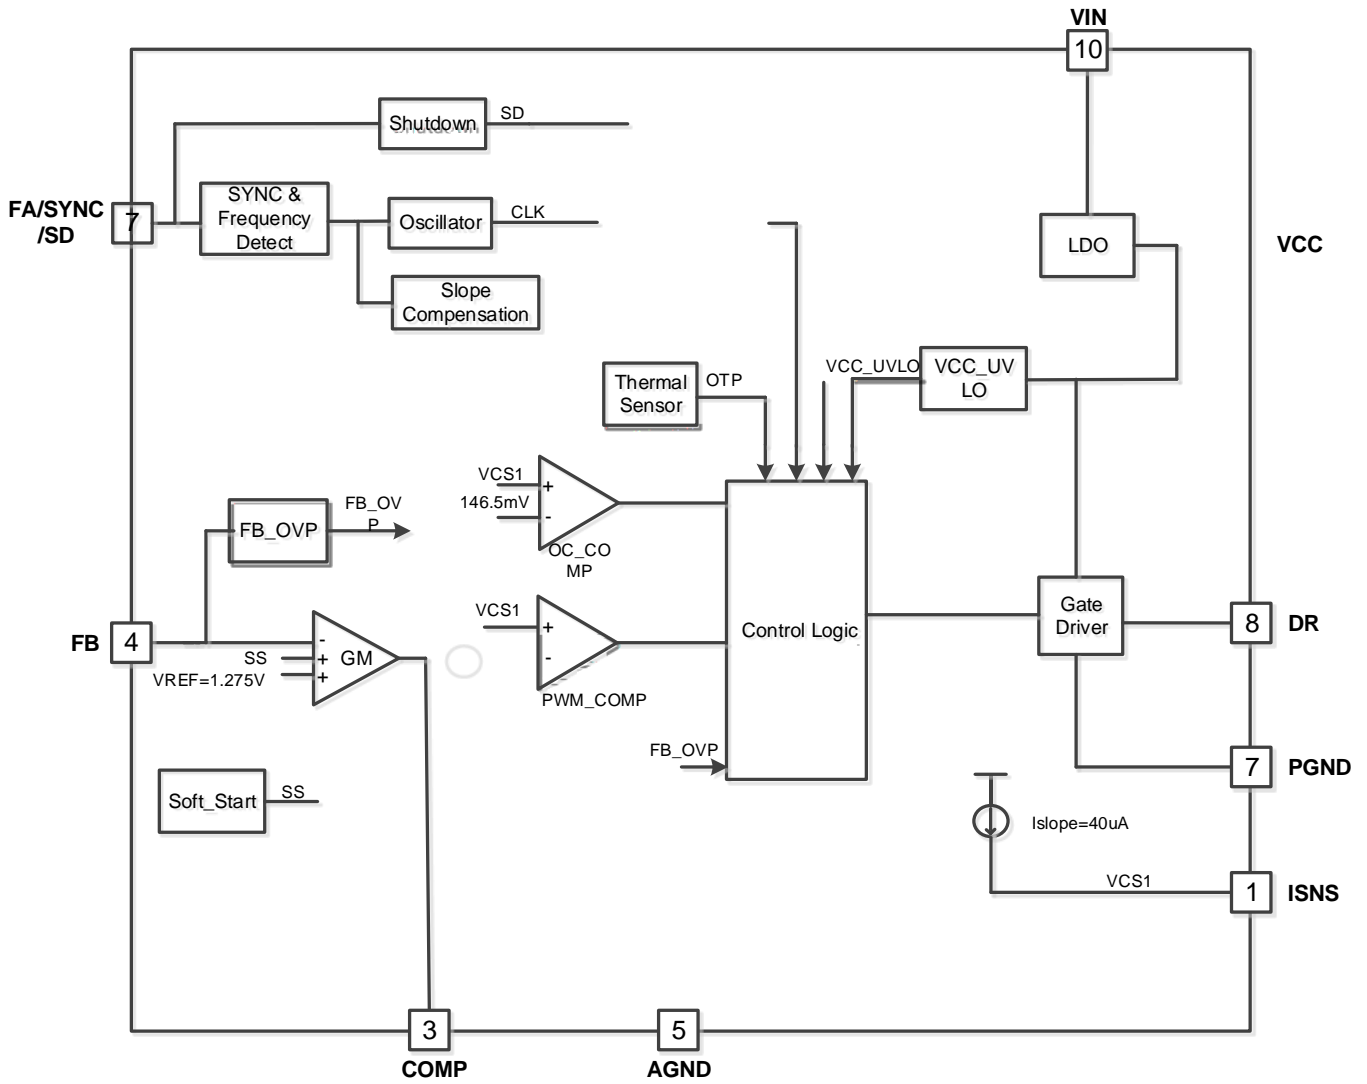 VIN
10
Shutdown
SD
FA/SYNC
/SD
7
SYNC &
Frequency
Detect
Oscillator
CLK
Slope
Compensation
LDO
VCC
Thermal
Sensor
OTP
VCC_UVLO
VCC_UV
LO
VCS1
+
146.5mV
-
OC_CO
MP
FB_OVP
FB_OV
P
FB
4
-
SS
+
VREF=1.275V
+
GM
VCS1
+
-
PWM_COMP
Control Logic
Gate
Driver
8
DR
FB_OVP
7
PGND
Soft_Start
SS
Islope=40uA
VCS1
1
ISNS
3
COMP
5
AGND